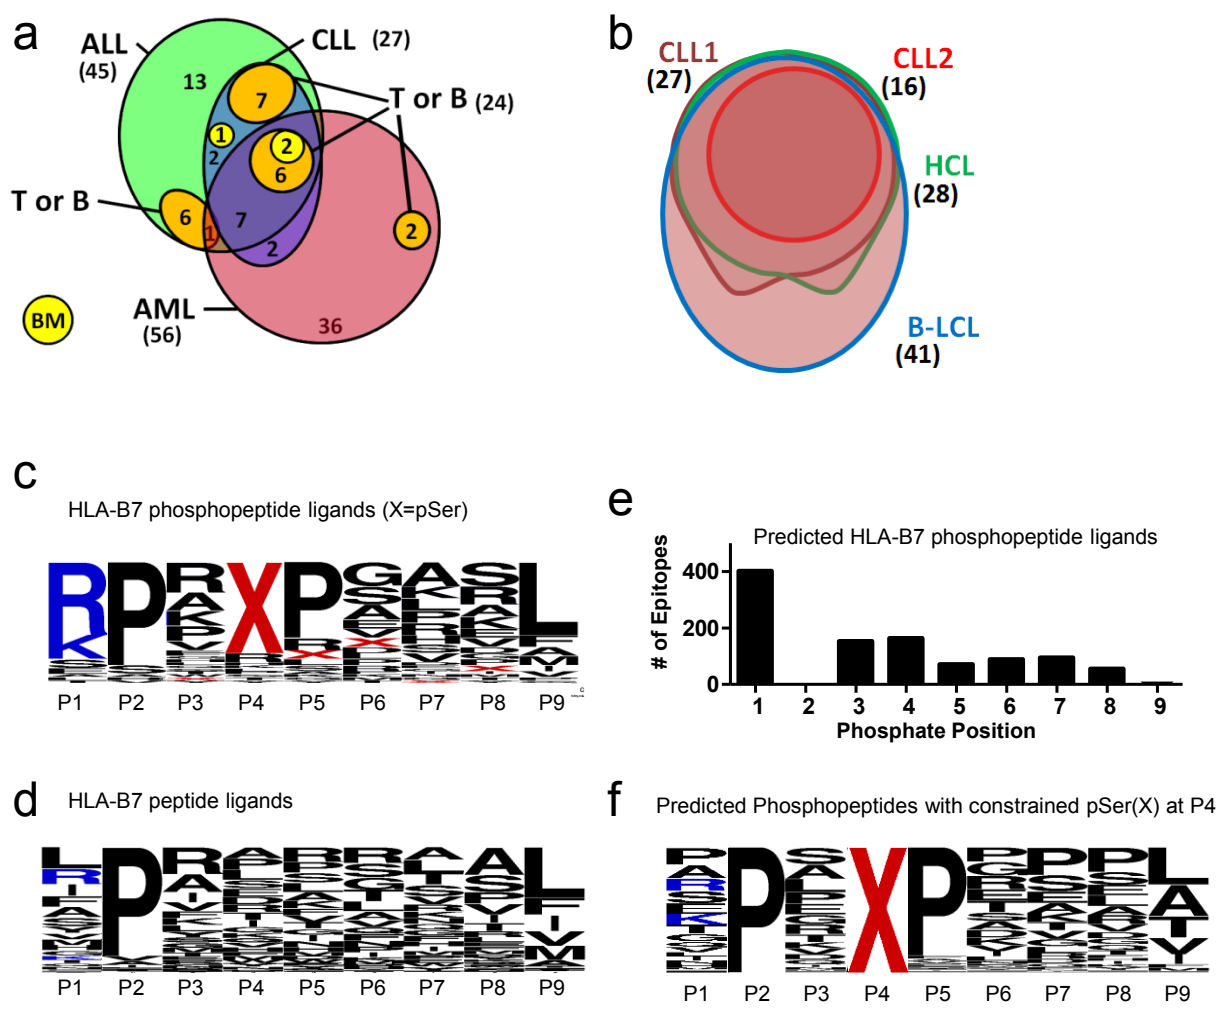 a
ALL
(45)
CLL (27)
13
7
T or B (24)
1
2
2
6
T or B
6
1
7
2
2
BM
AML
(56)
36
b
CLL1
(27)
CLL2
(16)
HCL
(28)
B-LCL
(41)
c
HLA-B7 phosphopeptide ligands (X=pSer)
R P R X P G A S L
K A K S K R
P1 P2 P3 P4 P5 P6 P7 P8 P9
d
HLA-B7 peptide ligands
L P R A R R A A L
P1 P2 P3 P4 P5 P6 P7 P8 P9
e
Predicted HLA-B7 phosphopeptide ligands
# of Epitopes
400
200
0
1 2 3 4 5 6 7 8 9
Phosphate Position
f
Predicted Phosphopeptides with constrained pSer(X) at P4
P P S X P P P L
A G S S A
P1 P2 P3 P4 P5 P6 P7 P8 P9